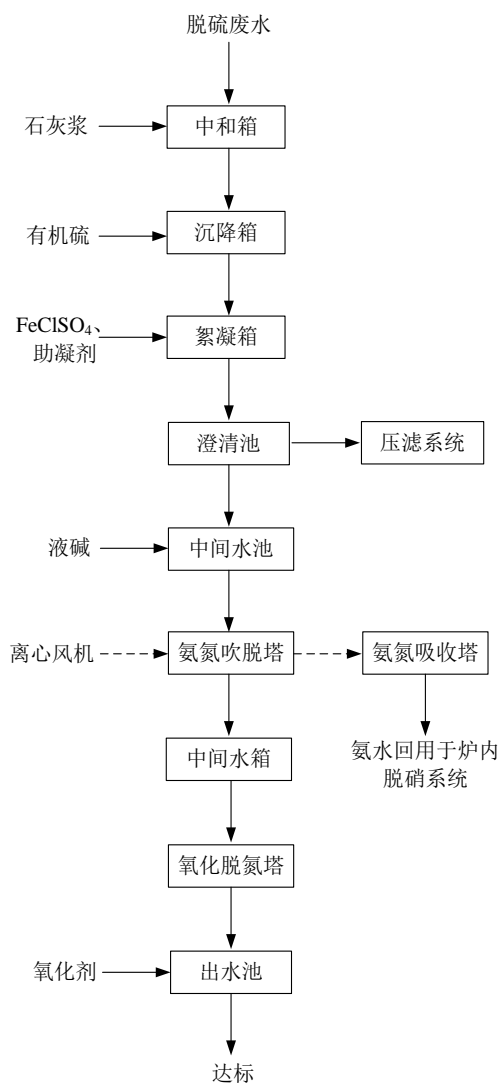 脱硫废水
石灰浆
中和箱
有机硫
沉降箱
FeClSO₄、
助凝剂
絮凝箱
澄清池
压滤系统
液碱
中间水池
离心风机
氨氮吹脱塔
氨氮吸收塔
氨水回用于炉内
脱硝系统
中间水箱
氧化脱氮塔
氧化剂
出水池
达标